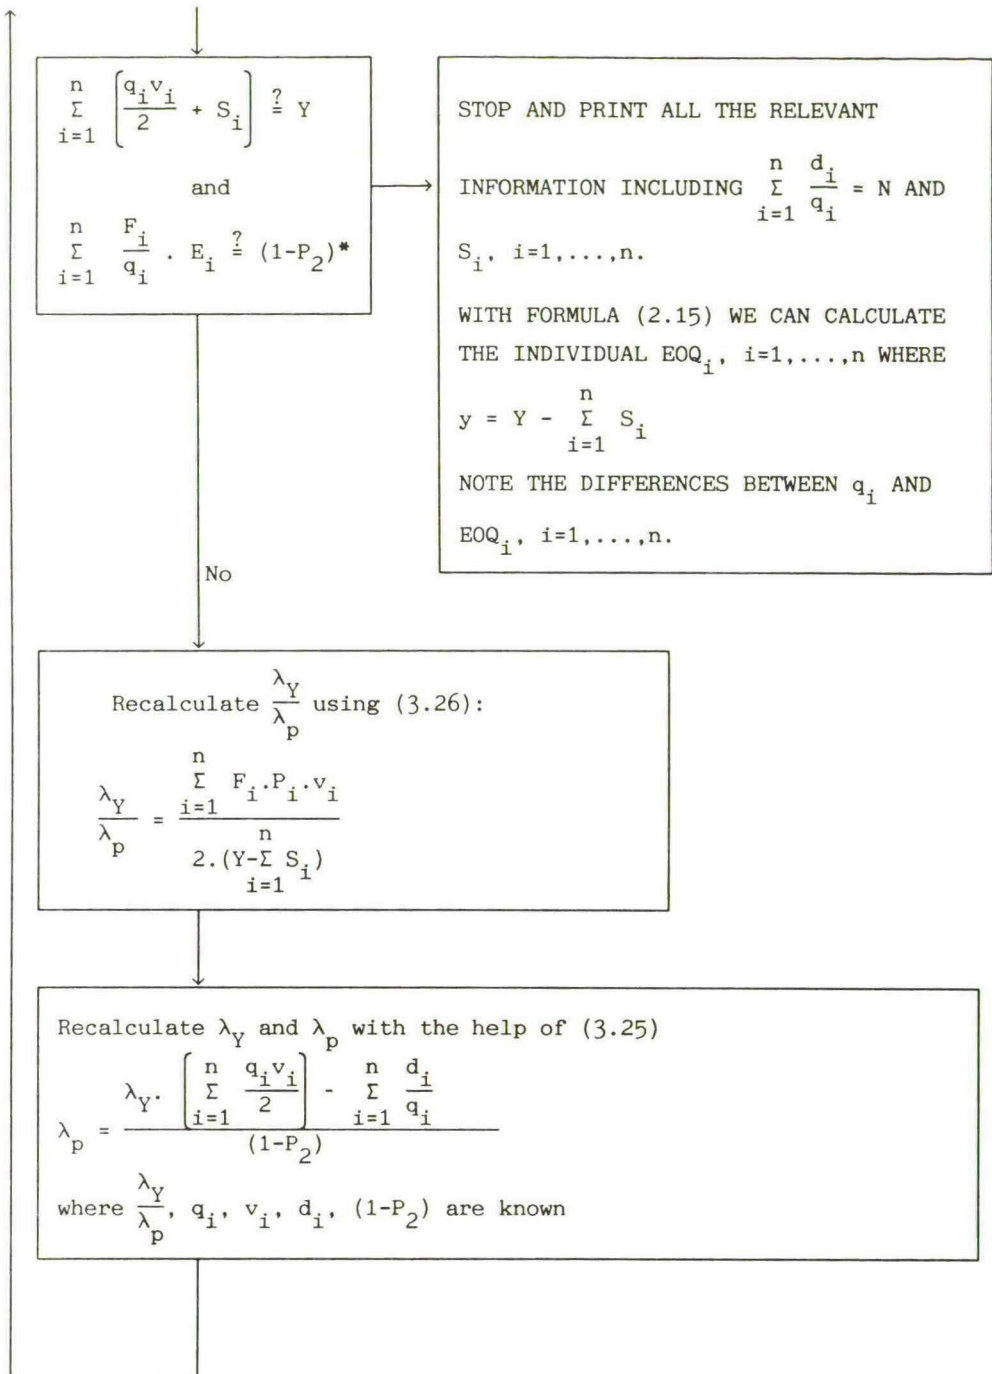 n
Σ
i=1
( q_i v_i / 2 + S_i ) ?= Y
and
n
Σ
i=1
F_i / q_i . E_i ?= (1-P_2)*
STOP AND PRINT ALL THE RELEVANT
INFORMATION INCLUDING Σ_{i=1}^{n} d_i / q_i = N AND
S_i, i=1,...,n.
WITH FORMULA (2.15) WE CAN CALCULATE
THE INDIVIDUAL EOQ_i, i=1,...,n WHERE
y = Y - Σ_{i=1}^{n} S_i
NOTE THE DIFFERENCES BETWEEN q_i AND
EOQ_i, i=1,...,n.
No
Recalculate λ_Y / λ_p using (3.26):
λ_Y / λ_p = Σ_{i=1}^{n} F_i.P_i.v_i / 2.(Y-Σ_{i=1}^{n} S_i)
Recalculate λ_Y and λ_p with the help of (3.25)
λ_p = λ_Y. [ Σ_{i=1}^{n} q_i v_i / 2 ] - Σ_{i=1}^{n} d_i / q_i / (1-P_2)
where λ_Y / λ_p, q_i, v_i, d_i, (1-P_2) are known